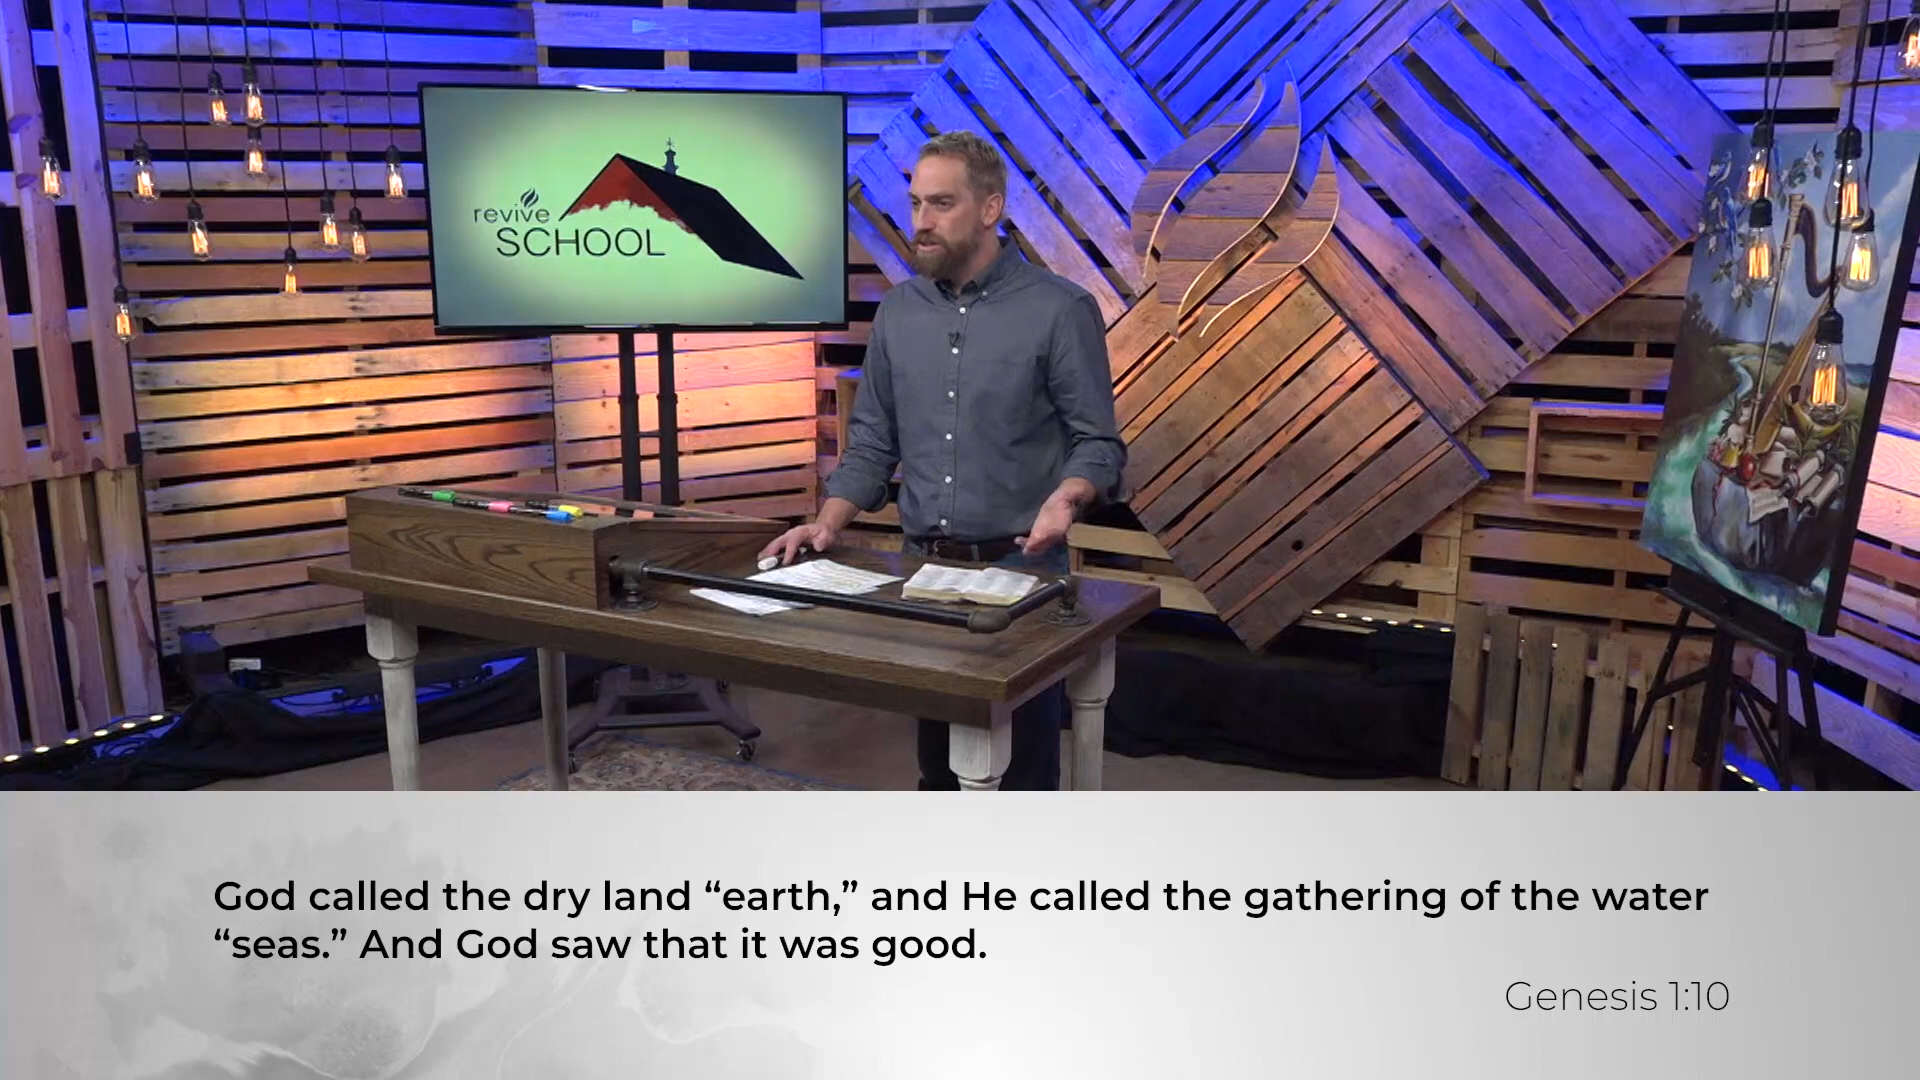 revive
SCHOOL
God called the dry land “earth,” and He called the gathering of the water
“seas.” And God saw that it was good.
Genesis 1:10